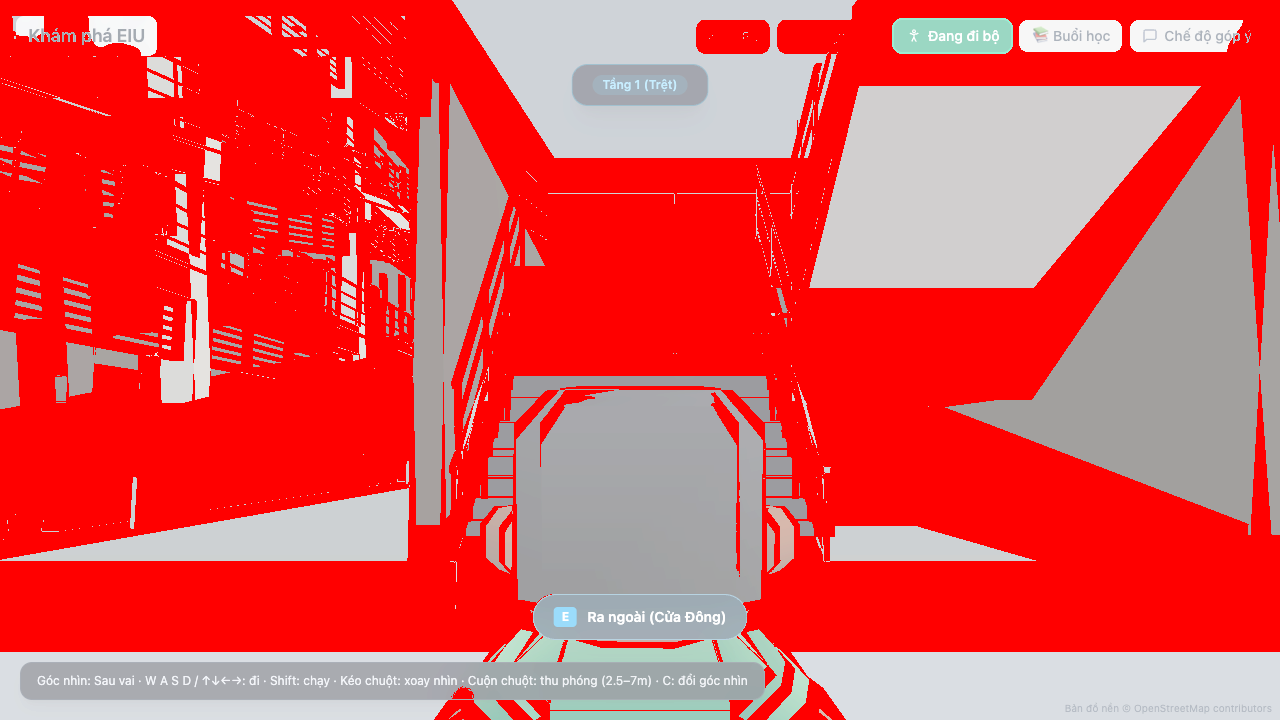 Khám phá EIU
Đang đi bộ
📚 Buổi học
Chế độ góp ý
Tầng 1 (Trệt)
E Ra ngoài (Cửa Đông)
Góc nhìn: Sau vai · W A S D / ↑↓←→: đi · Shift: chạy · Kéo chuột: xoay nhìn · Cuộn chuột: thu phóng (2.5–7m) · C: đổi góc nhìn
Bản đồ nền © OpenStreetMap contributors